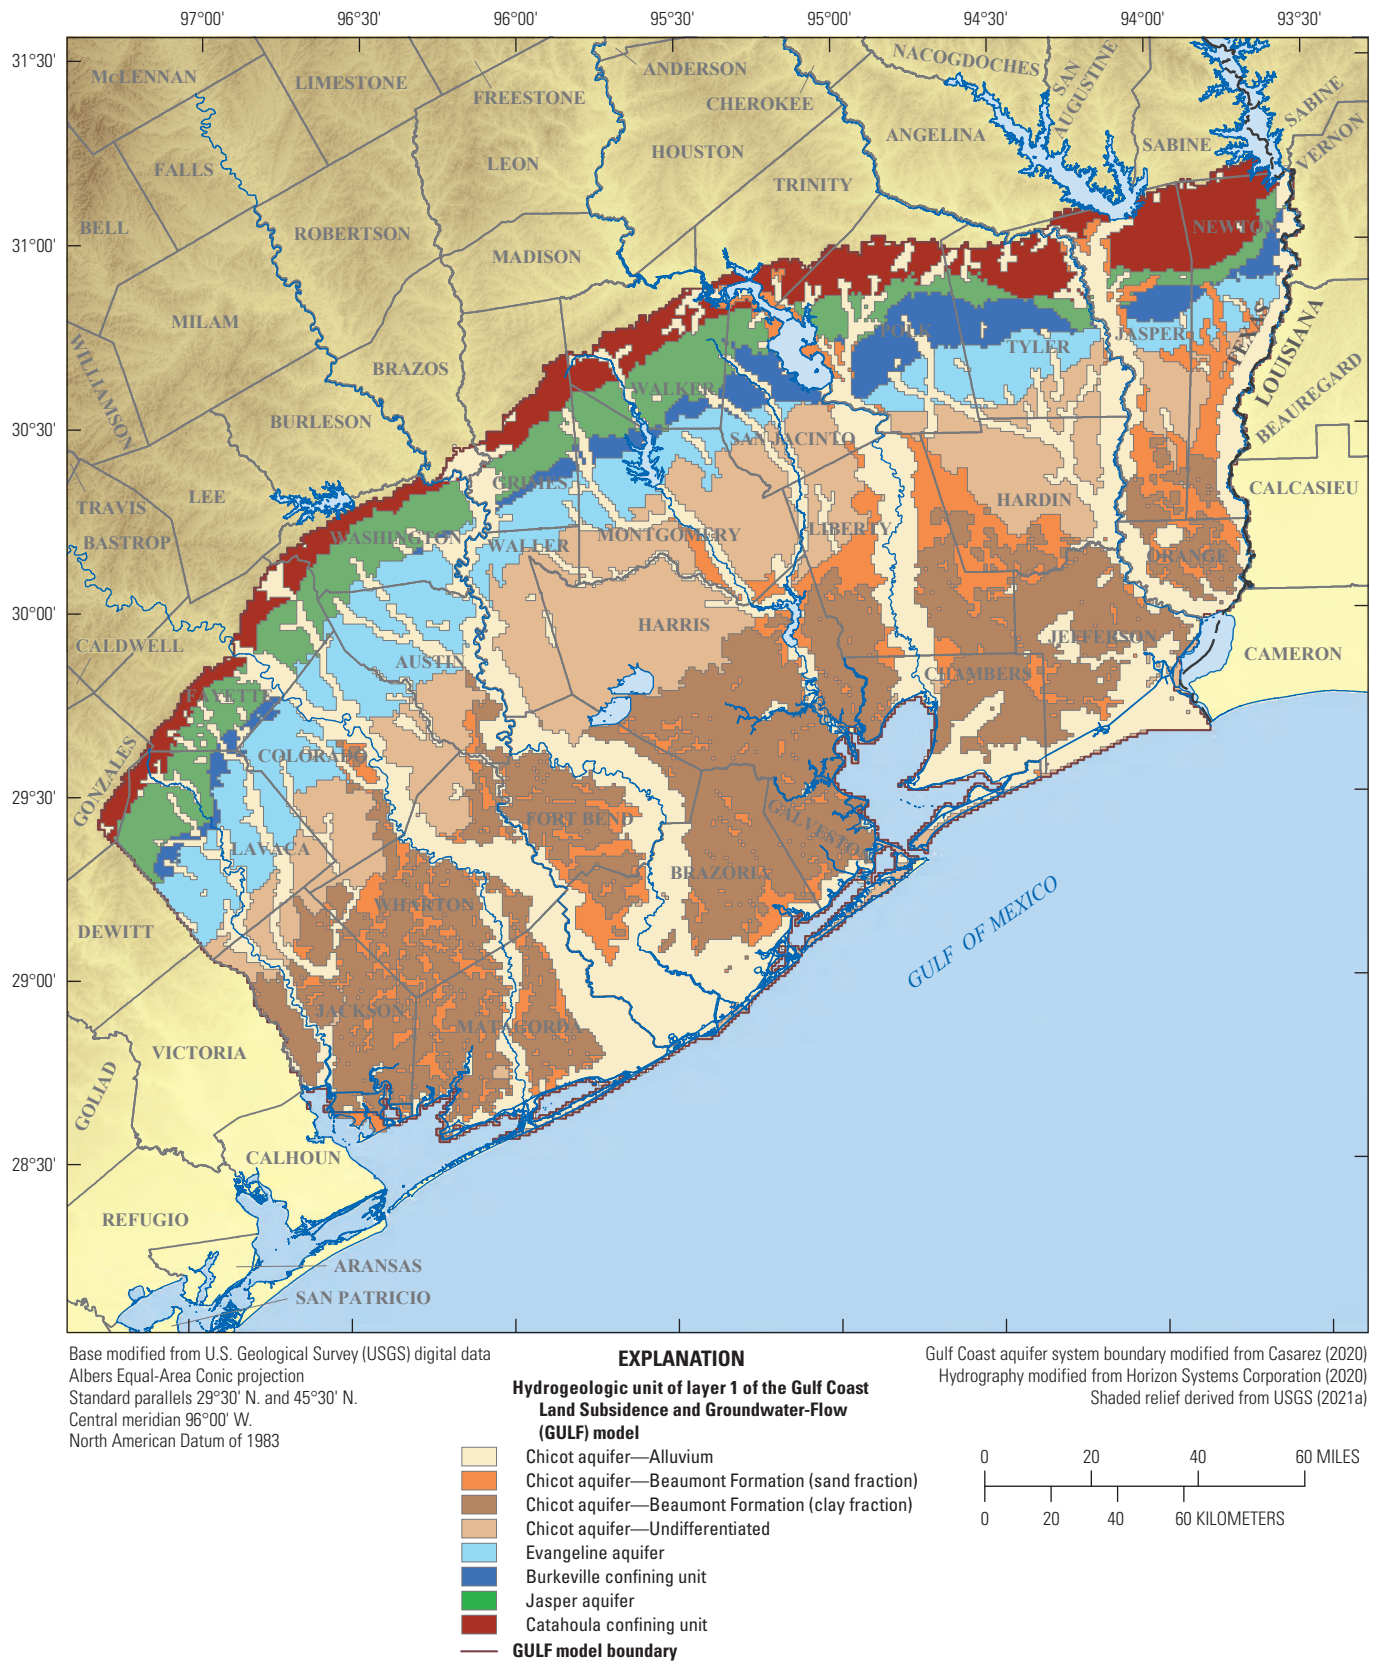 97°00' 96°30' 96°00' 95°30' 95°00' 94°30' 94°00' 93°30'
31°30'
31°00'
30°30'
30°00'
29°30'
29°00'
28°30'
McLENNAN
LIMESTONE
FREESTONE
ANDERSON
CHEROKEE
NACOGDOCHES
SAN
AUGUSTINE
SABINE
SABINE
VERNON
FALLS
LEON
HOUSTON
ANGELINA
TRINITY
BELL
ROBERTSON
MADISON
NEWTON
MILAM
WILLIAMSON
BRAZOS
WALKER
POLK
TYLER
JASPER
TEXAS
LOUISIANA
BEAUREGARD
BURLESON
SAN JACINTO
GRIMES
TRAVIS
LEE
BASTROP
WASHINGTON
WALLER
MONTGOMERY
LIBERTY
HARDIN
CALCASIEU
ORANGE
CALDWELL
AUSTIN
HARRIS
JEFFERSON
CAMERON
FAYETTE
CHAMBERS
GONZALES
COLORADO
FORT BEND
GALVESTON
LAVACA
BRAZORIA
DEWITT
WHARTON
GULF OF MEXICO
JACKSON
MATAGORDA
VICTORIA
GOLIAD
CALHOUN
REFUGIO
ARANSAS
SAN PATRICIO
Base modified from U.S. Geological Survey (USGS) digital data
Albers Equal-Area Conic projection
Standard parallels 29°30' N. and 45°30' N.
Central meridian 96°00' W.
North American Datum of 1983
EXPLANATION
Hydrogeologic unit of layer 1 of the Gulf Coast
Land Subsidence and Groundwater-Flow
(GULF) model
Chicot aquifer—Alluvium
Chicot aquifer—Beaumont Formation (sand fraction)
Chicot aquifer—Beaumont Formation (clay fraction)
Chicot aquifer—Undifferentiated
Evangeline aquifer
Burkeville confining unit
Jasper aquifer
Catahoula confining unit
GULF model boundary
Gulf Coast aquifer system boundary modified from Casarez (2020)
Hydrography modified from Horizon Systems Corporation (2020)
Shaded relief derived from USGS (2021a)
0 20 40 60 MILES
0 20 40 60 KILOMETERS